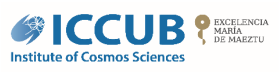 ICCUB
Institute of Cosmos Sciences
EXCELENCIA
MARÍA
DE MAEZTU